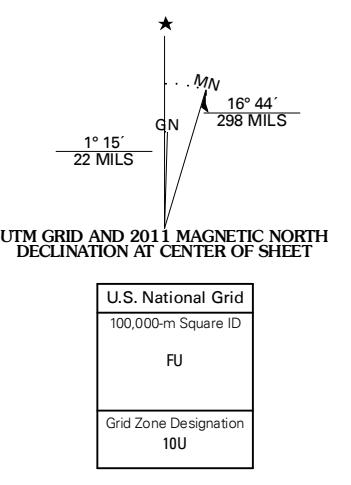 ★
MN
GN
16° 44´
298 MILS
1° 15´
22 MILS
UTM GRID AND 2011 MAGNETIC NORTH
DECLINATION AT CENTER OF SHEET
U.S. National Grid
100,000-m Square ID
FU
Grid Zone Designation
10U